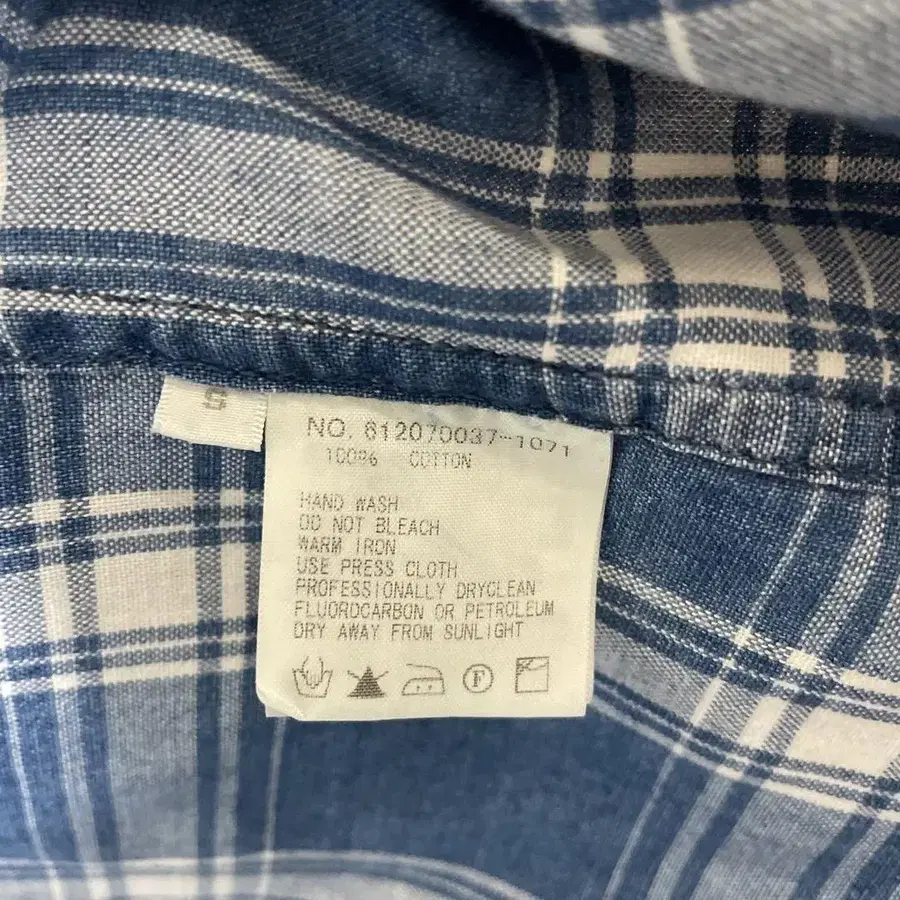 S
NO. 612070037-1071
100% COTTON
HAND WASH
DO NOT BLEACH
WARM IRON
USE PRESS CLOTH
PROFESSIONALLY DRYCLEAN
FLUOROCARBON OR PETROLEUM
DRY AWAY FROM SUNLIGHT
F